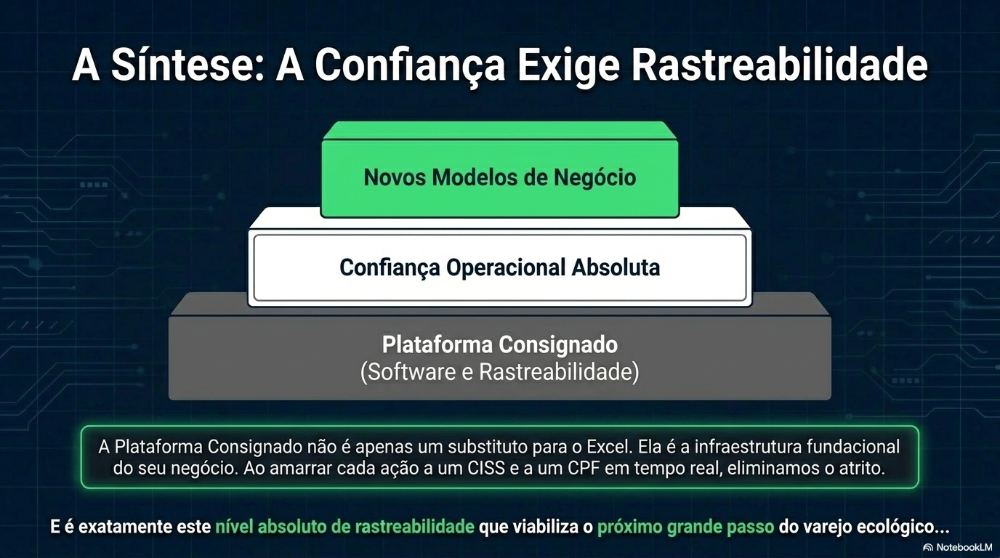 A Síntese: A Confiança Exige Rastreabilidade
Novos Modelos de Negócio
Confiança Operacional Absoluta
Plataforma Consignado
(Software e Rastreabilidade)
A Plataforma Consignado não é apenas um substituto para o Excel. Ela é a infraestrutura fundacional
do seu negócio. Ao amarrar cada ação a um CISS e a um CPF em tempo real, eliminamos o atrito.
E é exatamente este nível absoluto de rastreabilidade que viabiliza o próximo grande passo do varejo ecológico...
NotebookLM